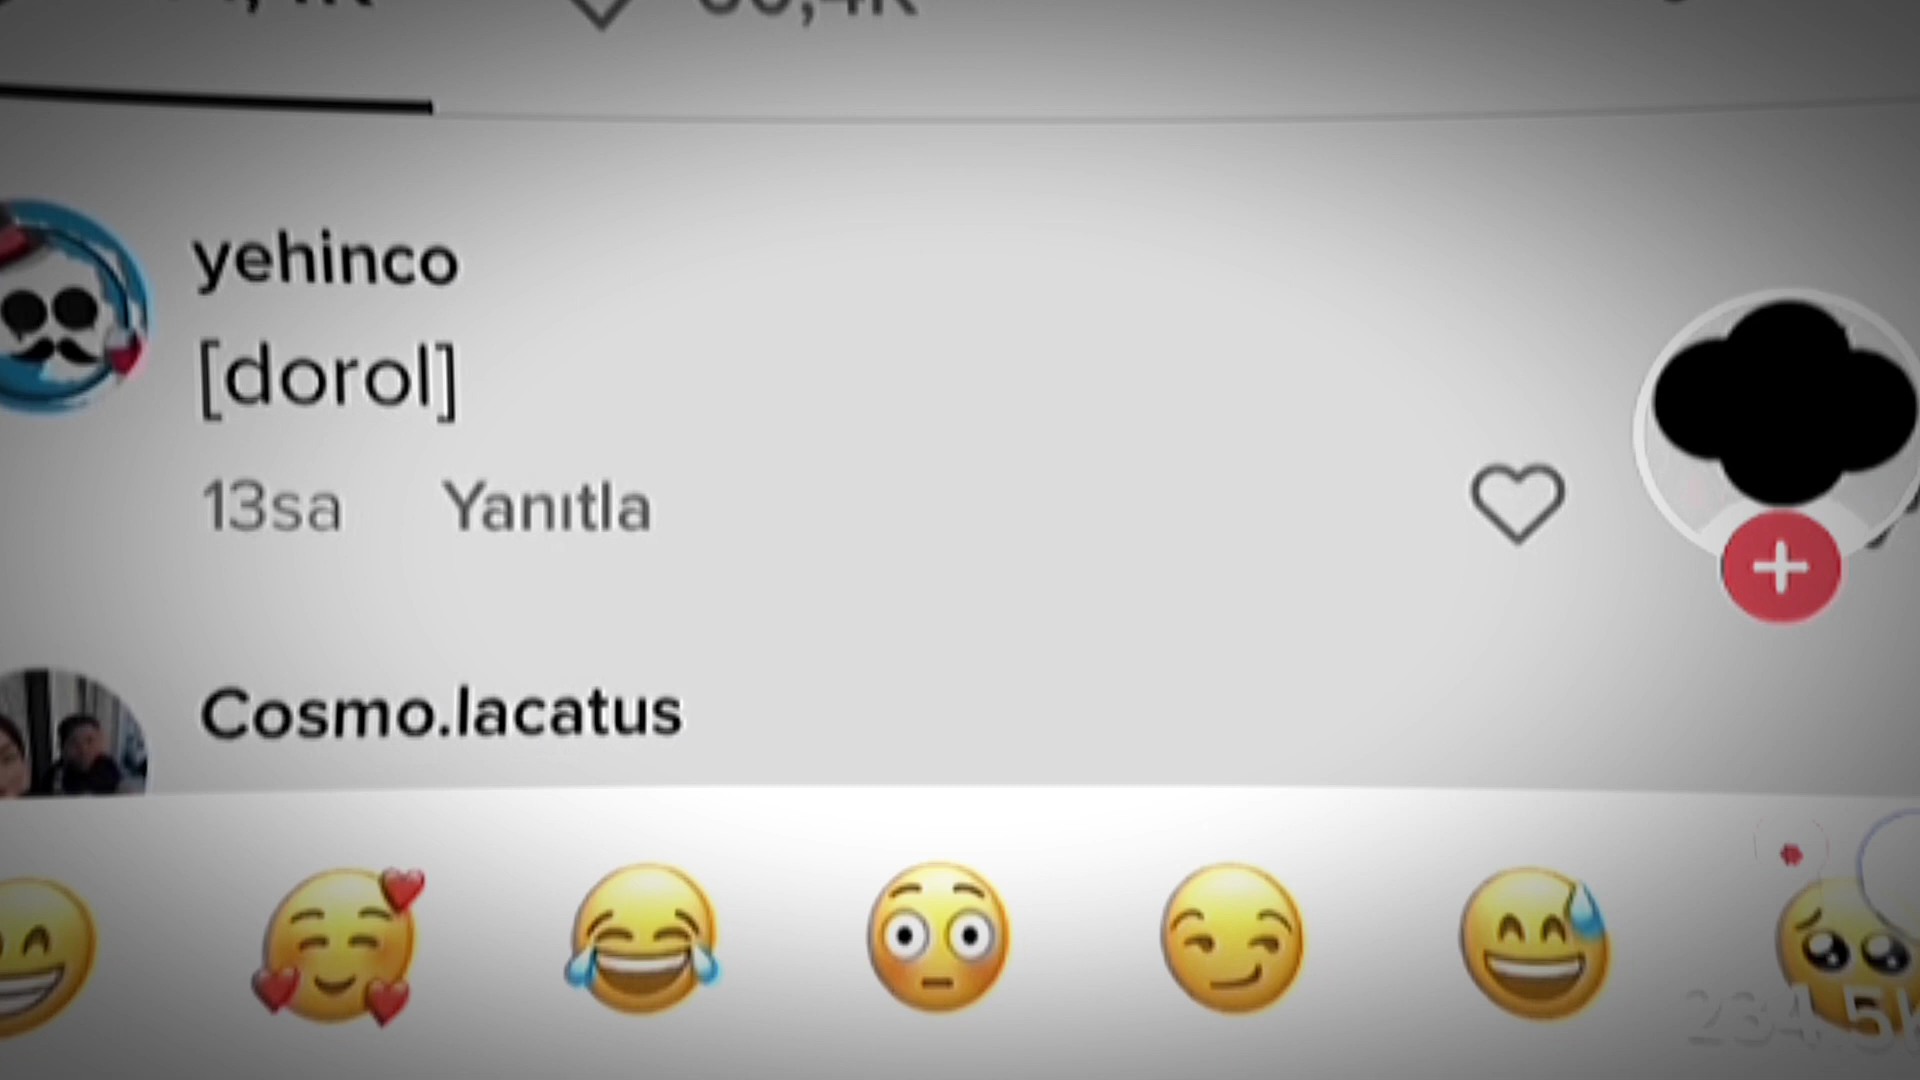 yehinco
[dorol]
13sa Yanıtla
Cosmo.lacatus